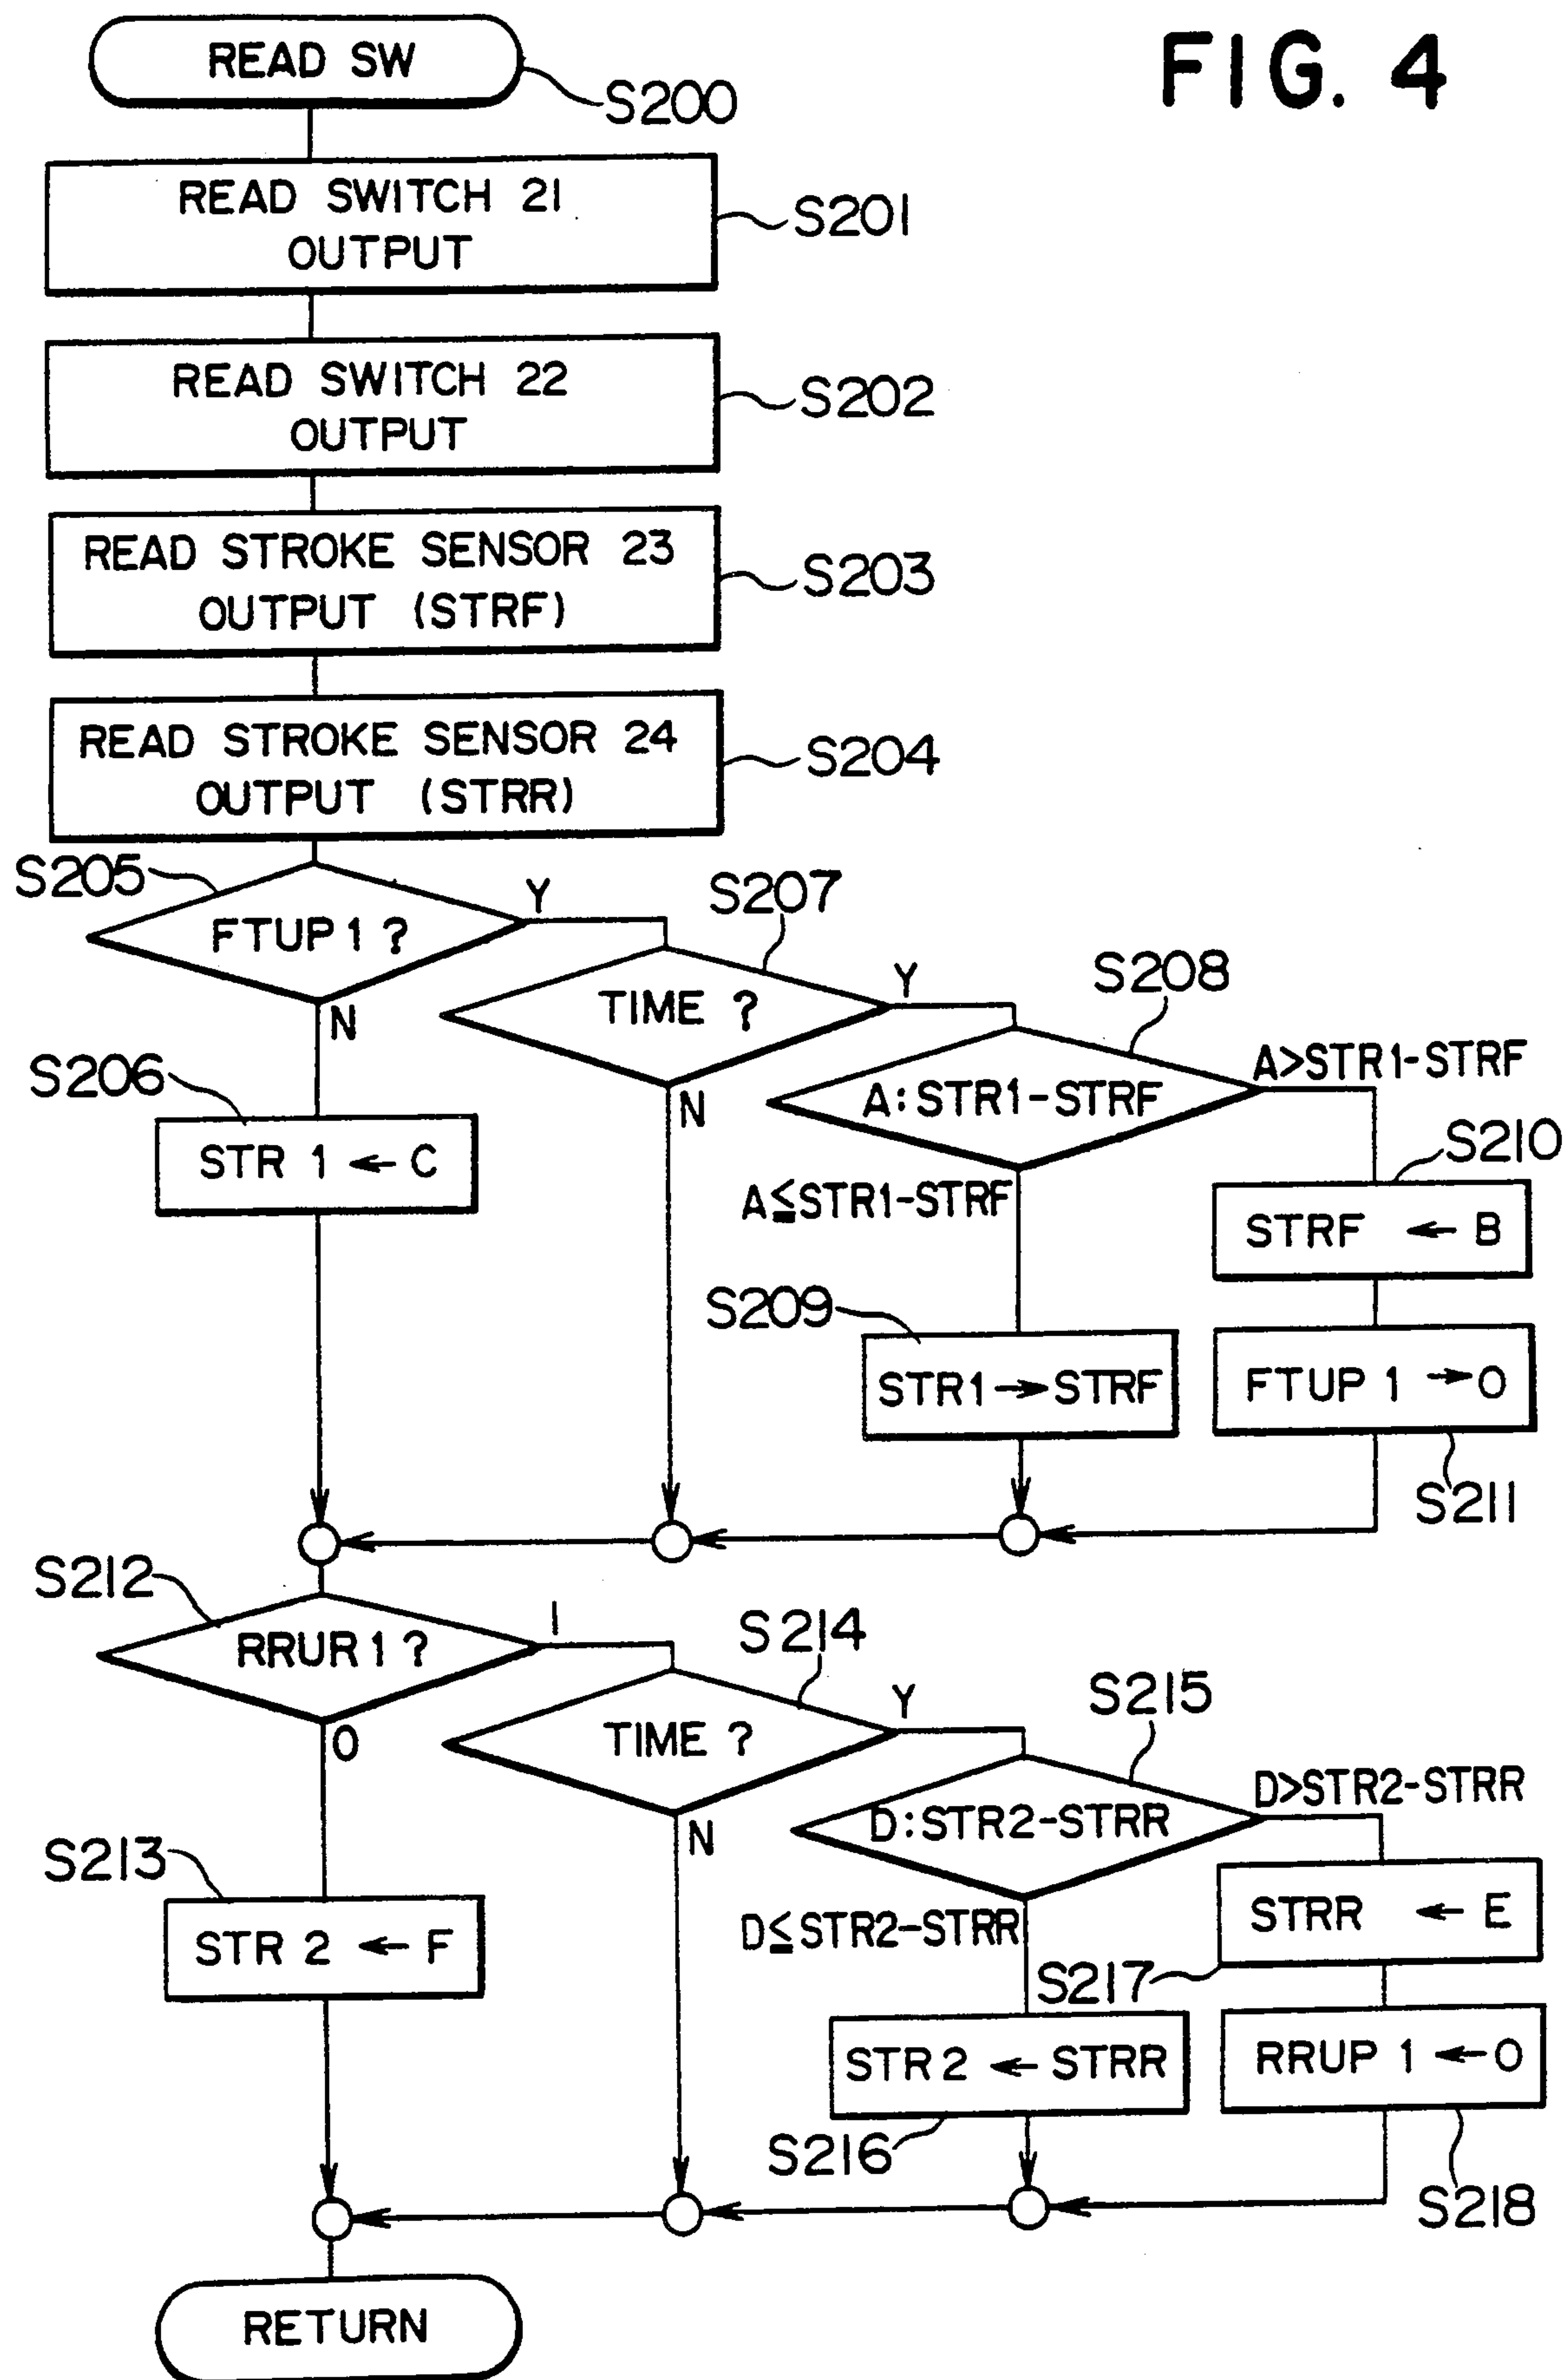 FIG. 4
READ SW
S200
READ SWITCH 21
OUTPUT
S201
READ SWITCH 22
OUTPUT
S202
READ STROKE SENSOR 23
OUTPUT (STRF)
S203
READ STROKE SENSOR 24
OUTPUT (STRR)
S204
S205
FTUP 1 ?
Y
N
S207
TIME ?
Y
N
S208
A : STR1-STRF
A>STR1-STRF
A≤STR1-STRF
S206
STR 1 ← C
S210
STRF ← B
S209
STR1 → STRF
FTUP 1 → 0
S211
S212
RRUR 1 ?
1
0
S214
TIME ?
Y
N
S215
D : STR2-STRR
D>STR2-STRR
D≤STR2-STRR
S213
STR 2 ← F
S217
STRR ← E
STR 2 ← STRR
S216
RRUP 1 ← 0
S218
RETURN